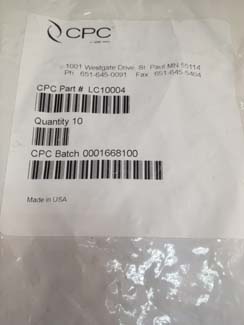 CPC
1001 Westgate Drive, St. Paul MN 55114
Ph: 651-645-0091 Fax: 651-645-5404
CPC Part # LC10004
Quantity 10
CPC Batch 0001668100
Made in USA